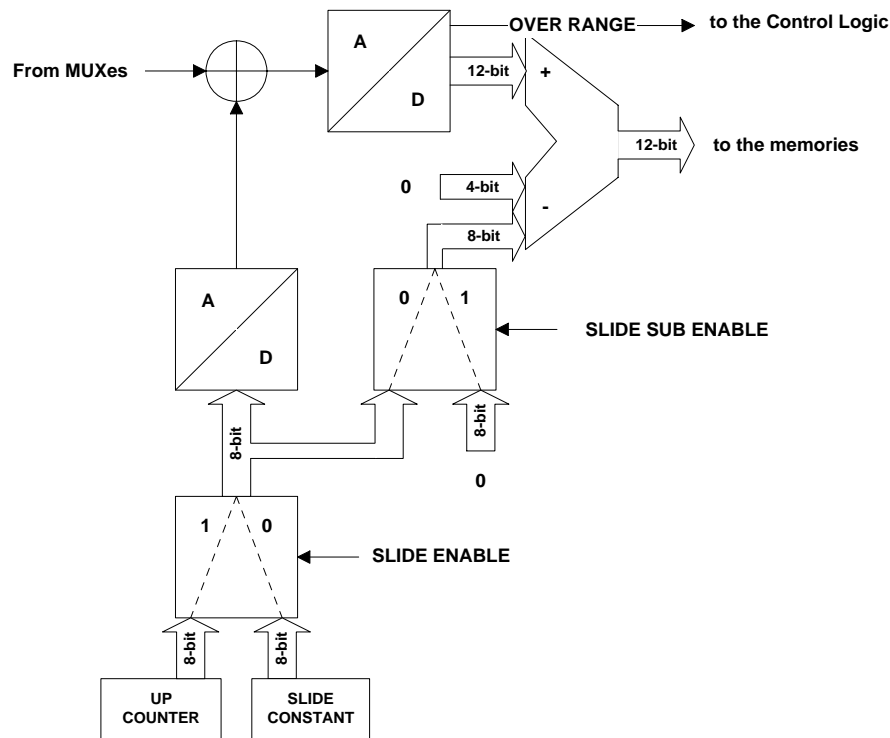 A
OVER RANGE
to the Control Logic
From MUXes
D
12-bit
+
12-bit
to the memories
0
4-bit
-
8-bit
A
D
0
1
SLIDE SUB ENABLE
8-bit
8-bit
0
1
0
SLIDE ENABLE
8-bit
8-bit
UP
COUNTER
SLIDE
CONSTANT